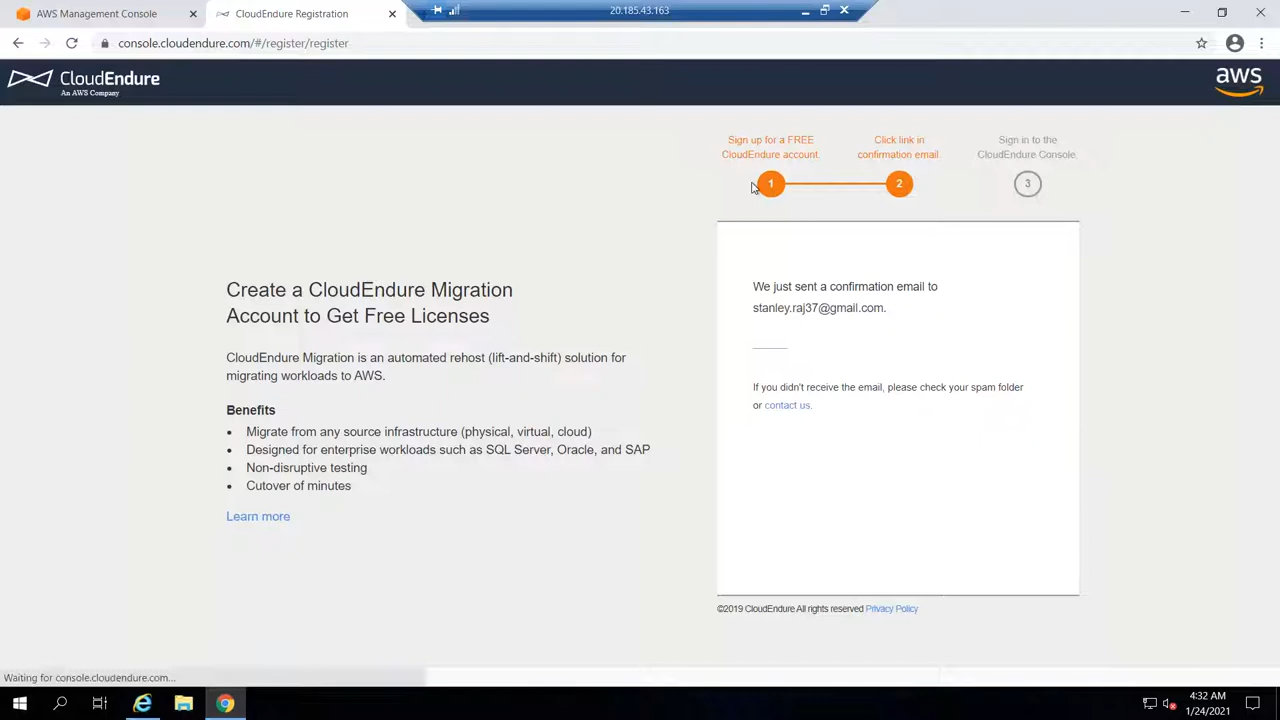 AWS Management Console
CloudEndure Registration
20.185.43.163
console.cloudendure.com/#/register/register
CloudEndure
An AWS Company
aws
Sign up for a FREE
CloudEndure account.
Click link in
confirmation email
Sign in to the
CloudEndure Console.
1
2
3
Create a CloudEndure Migration
Account to Get Free Licenses
CloudEndure Migration is an automated rehost (lift-and-shift) solution for
migrating workloads to AWS.
Benefits
• Migrate from any source infrastructure (physical, virtual, cloud)
• Designed for enterprise workloads such as SQL Server, Oracle, and SAP
• Non-disruptive testing
• Cutover of minutes
Learn more
We just sent a confirmation email to
stanley.raj37@gmail.com.
If you didn't receive the email, please check your spam folder
or contact us.
©2019 CloudEndure All rights reserved Privacy Policy
Waiting for console.cloudendure.com...
4:32 AM
1/24/2021